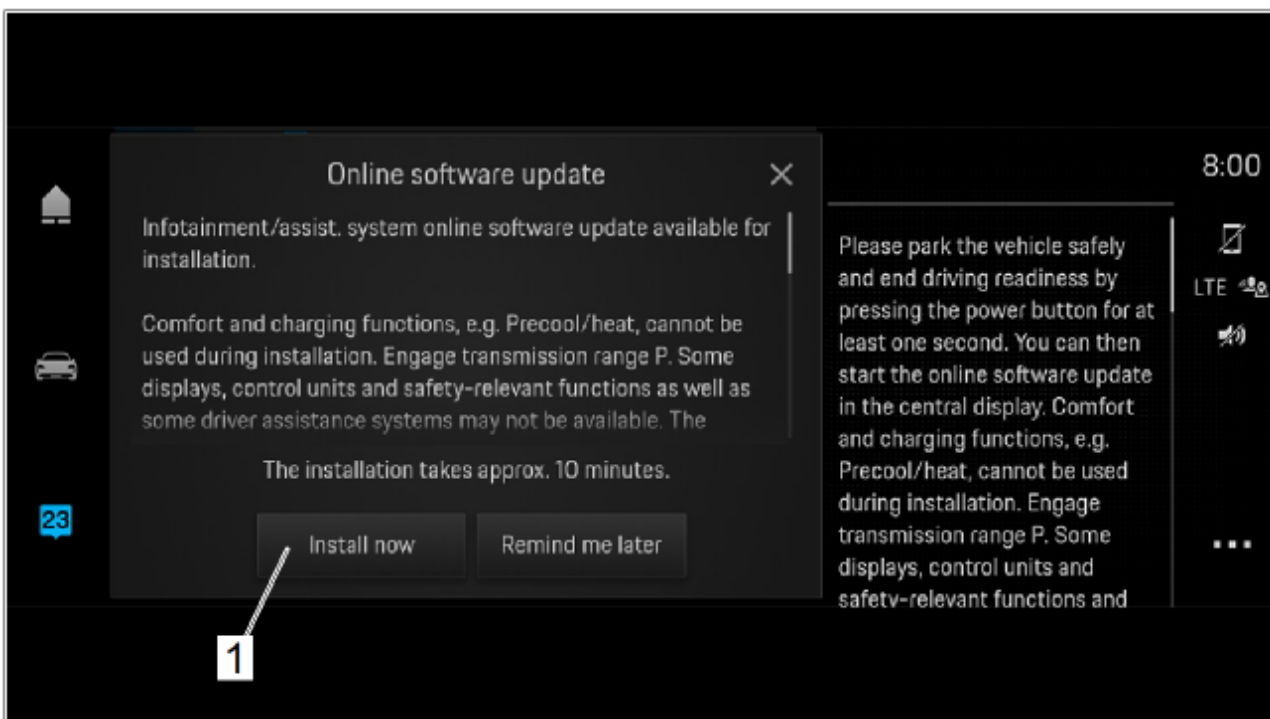 Online software update
Infotainment/assist. system online software update available for
installation.
Comfort and charging functions, e.g. Precool/heat, cannot be
used during installation. Engage transmission range P. Some
displays, control units and safety-relevant functions as well as
some driver assistance systems may not be available. The
The installation takes approx. 10 minutes.
Install now
Remind me later
1
23
Please park the vehicle safely
and end driving readiness by
pressing the power button for at
least one second. You can then
start the online software update
in the central display. Comfort
and charging functions, e.g.
Precool/heat, cannot be used
during installation. Engage
transmission range P. Some
displays, control units and
safety-relevant functions and
8:00
LTE